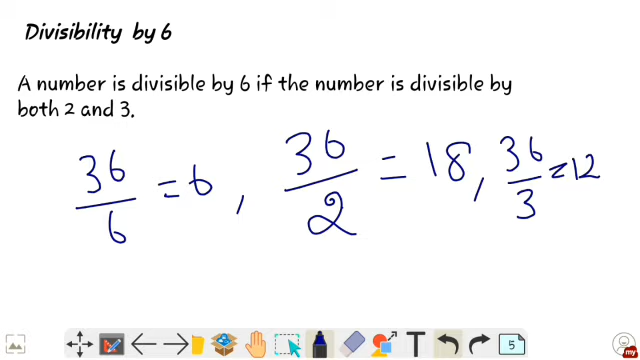 Divisibility by 6
A number is divisible by 6 if the number is divisible by
both 2 and 3.
36/6 = 6, 36/2 = 18, 36/3 = 12
T 5
my